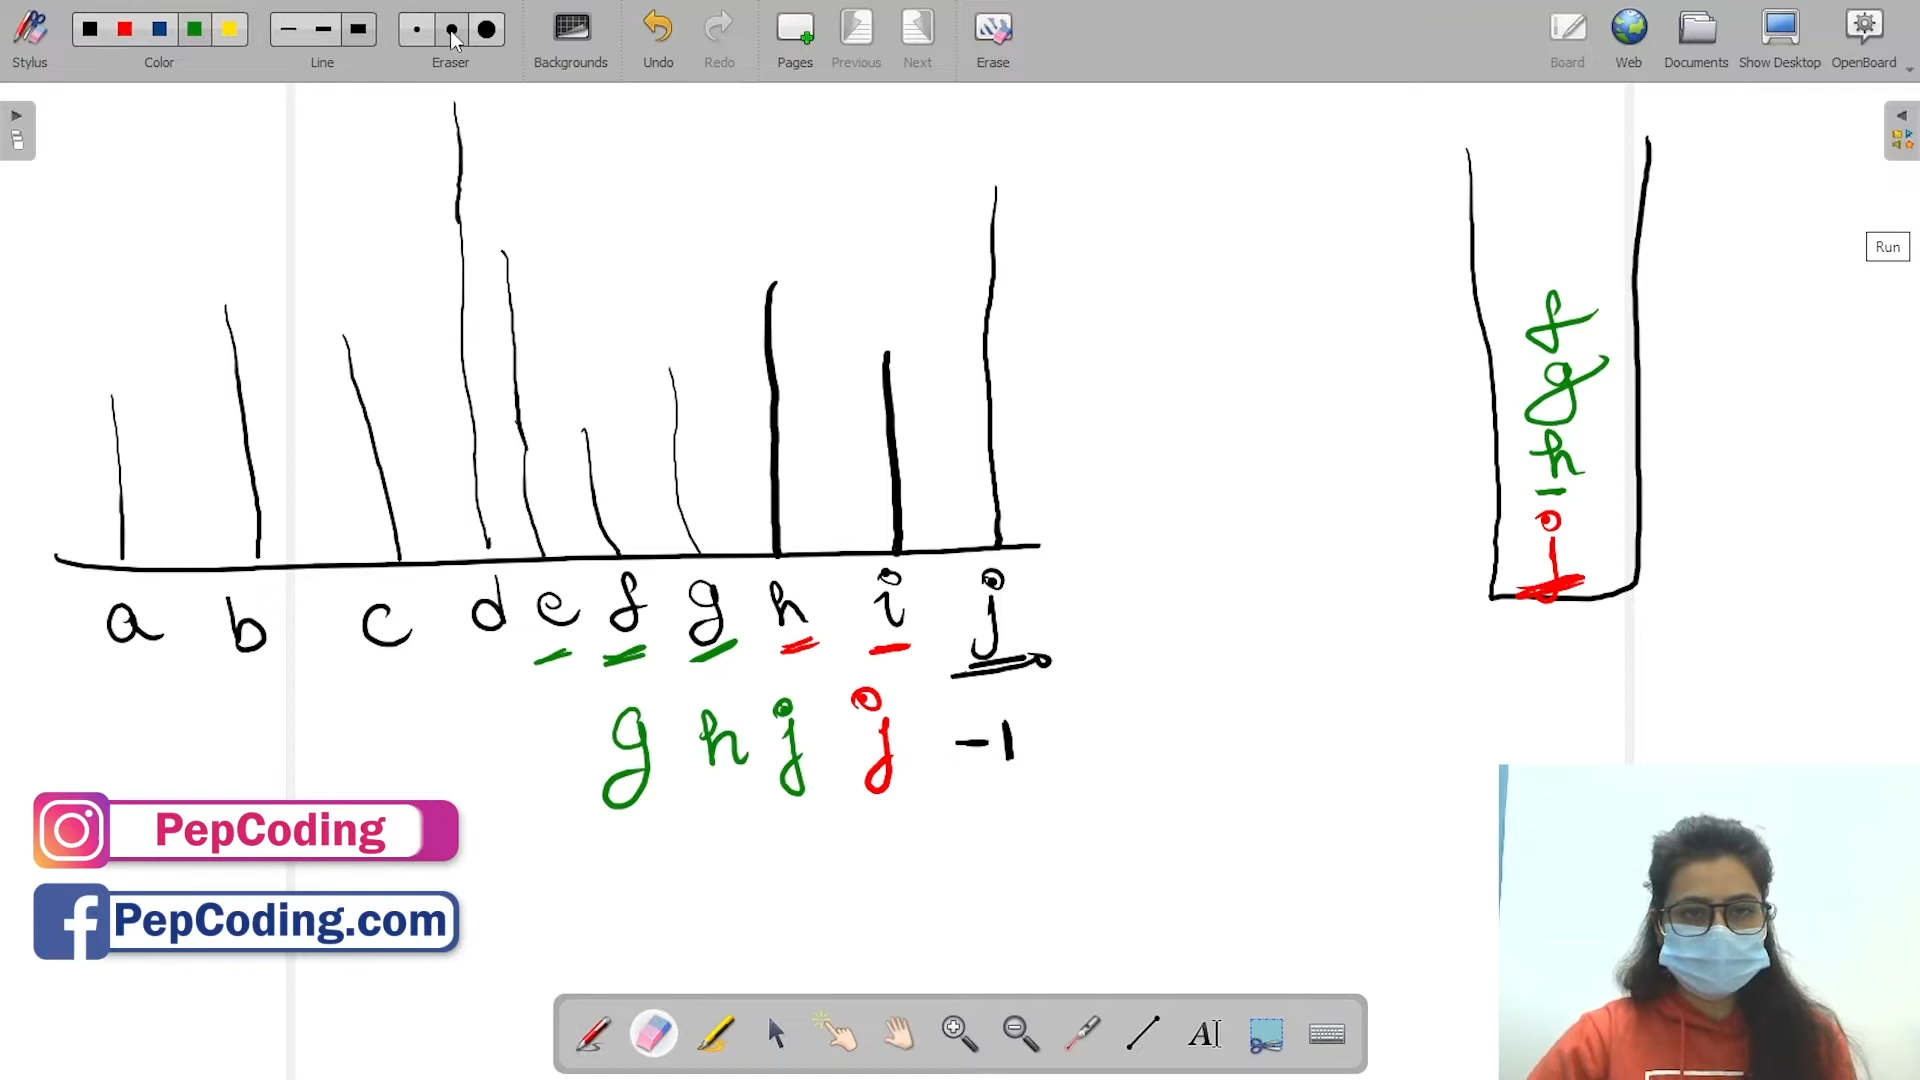 Stylus Color Line Eraser Backgrounds Undo Redo Pages Previous Next Erase Board Web Documents Show Desktop OpenBoard
Run
f
g
h
j
a b c d e f g h i j
g h j j -1
PepCoding
PepCoding.com
AI